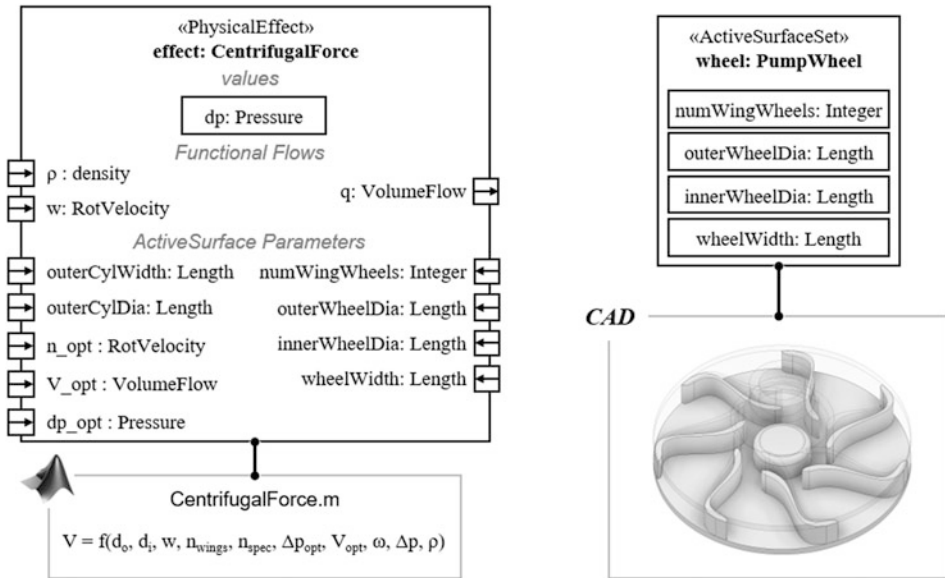 «PhysicalEffect»
effect: CentrifugalForce
values
dp: Pressure
Functional Flows
ρ : density
w: RotVelocity
q: VolumeFlow
ActiveSurface Parameters
outerCylWidth: Length
outerCylDia: Length
n_opt : RotVelocity
V_opt : VolumeFlow
dp_opt : Pressure
numWingWheels: Integer
outerWheelDia: Length
innerWheelDia: Length
wheelWidth: Length
CentrifugalForce.m
V = f(dₒ, dᵢ, w, n_wings, n_spec, Δp_opt, V_opt, ω, Δp, ρ)
«ActiveSurfaceSet»
wheel: PumpWheel
numWingWheels: Integer
outerWheelDia: Length
innerWheelDia: Length
wheelWidth: Length
CAD